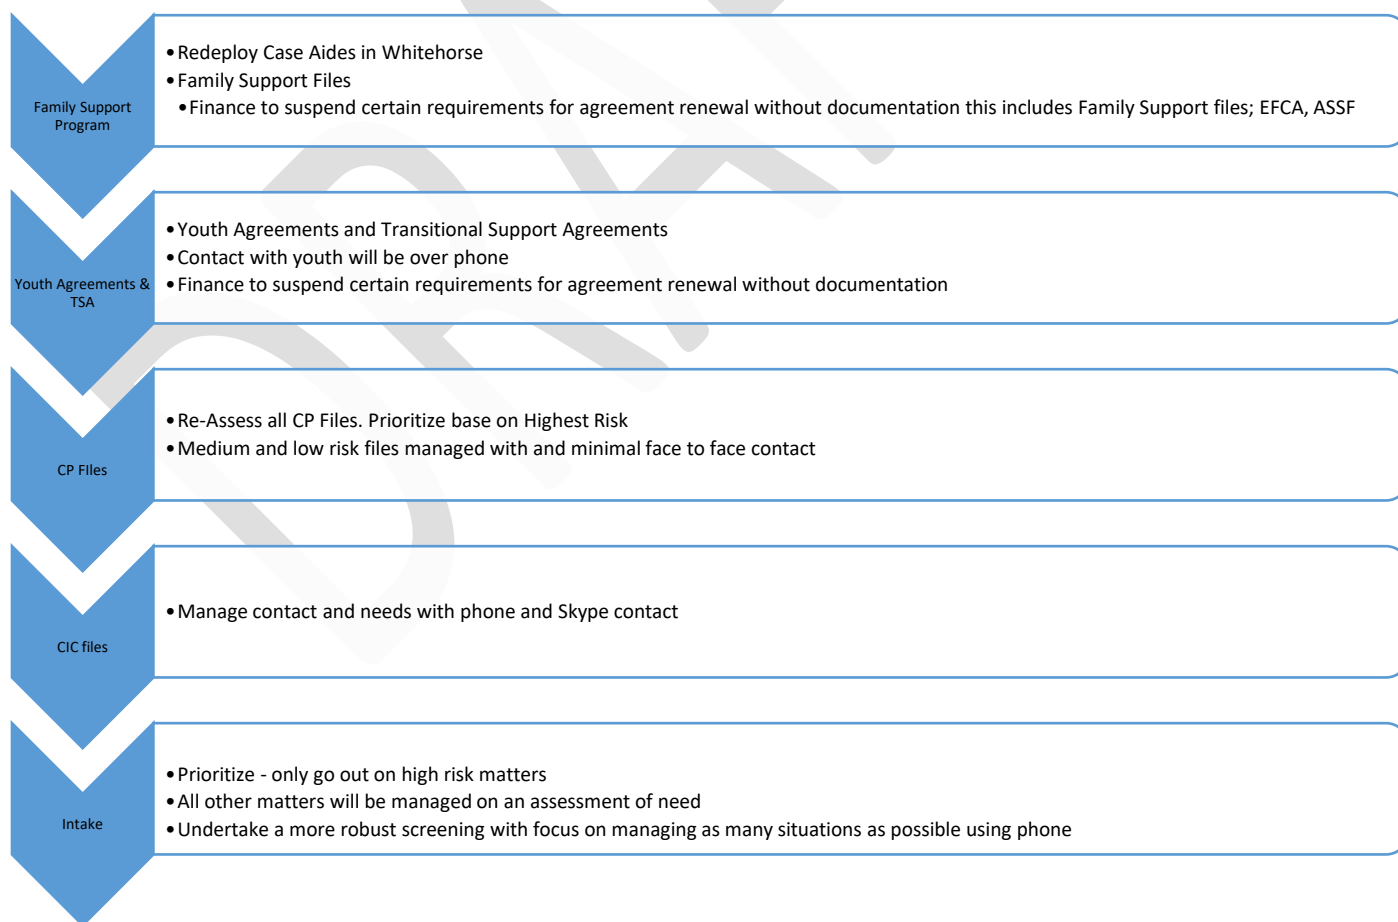 Family Support
Program
•Redeploy Case Aides in Whitehorse
•Family Support Files
•Finance to suspend certain requirements for agreement renewal without documentation this includes Family Support files; EFCA, ASSF
Youth Agreements &
TSA
•Youth Agreements and Transitional Support Agreements
•Contact with youth will be over phone
•Finance to suspend certain requirements for agreement renewal without documentation
CP FIles
•Re-Assess all CP Files. Prioritize base on Highest Risk
•Medium and low risk files managed with and minimal face to face contact
CIC files
•Manage contact and needs with phone and Skype contact
Intake
•Prioritize - only go out on high risk matters
•All other matters will be managed on an assessment of need
•Undertake a more robust screening with focus on managing as many situations as possible using phone
DRA